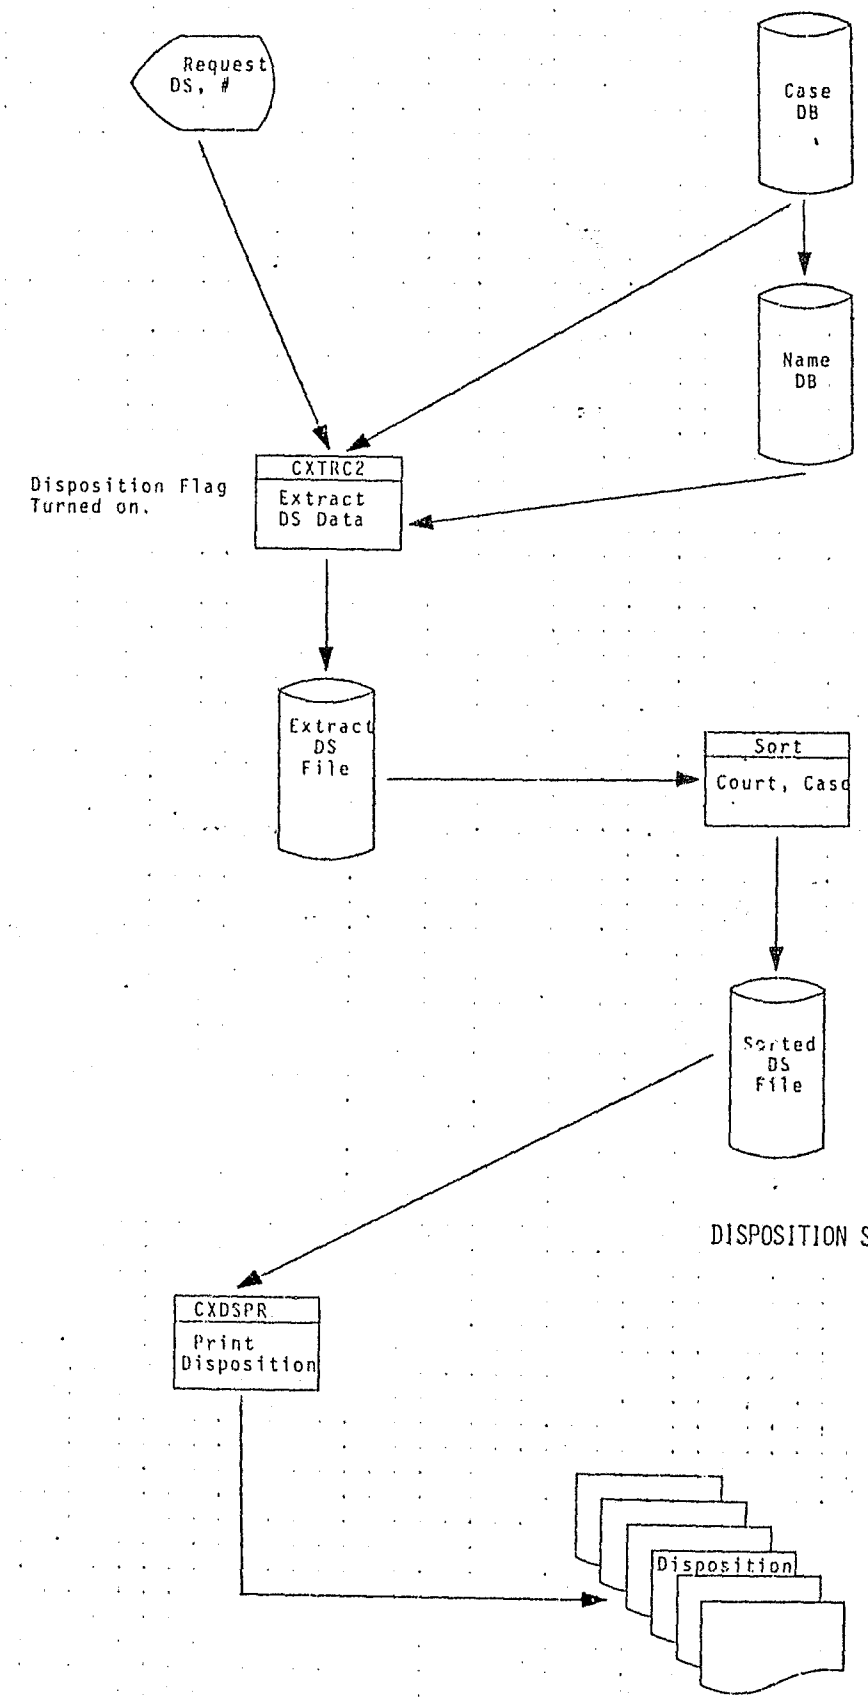 Request
DS, #
Case
DB
Name
DB
CXTRC2
Extract
DS Data
Disposition Flag
Turned on.
Extract
DS
File
Sort
Court, Case
Sorted
DS
File
DISPOSITION S
CXDSPR
Print
Disposition
Disposition